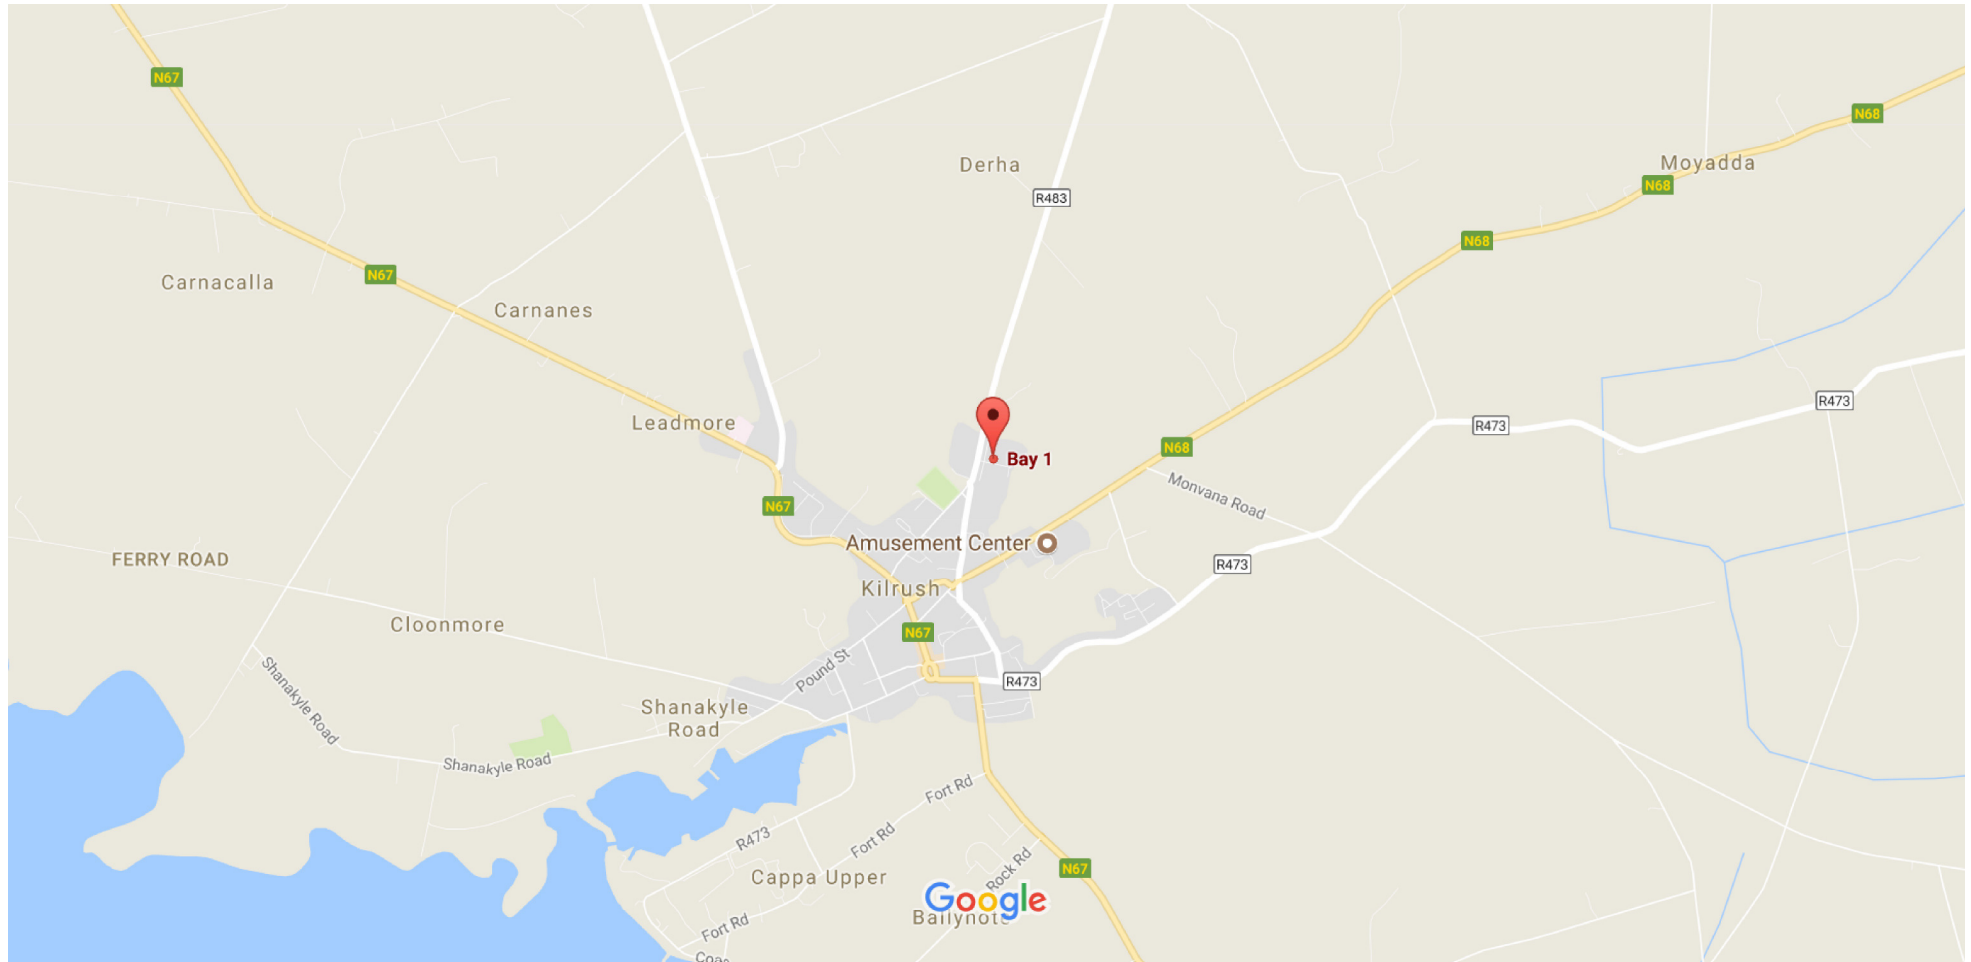 N67
N68
Derha
Moyadda
N68
R483
N68
Carnacalla
N67
Carnanes
R473
Leadmore
R473
N68
Bay 1
Monvana Road
N67
Amusement Center
FERRY ROAD
R473
Kilrush
Cloonmore
N67
Pound St
R473
Shanakyle Road
Shanakyle
Road
Shanakyle Road
Fort Rd
R473
Fort Rd
Rock Rd
N67
Cappa Upper
Google
Fort Rd